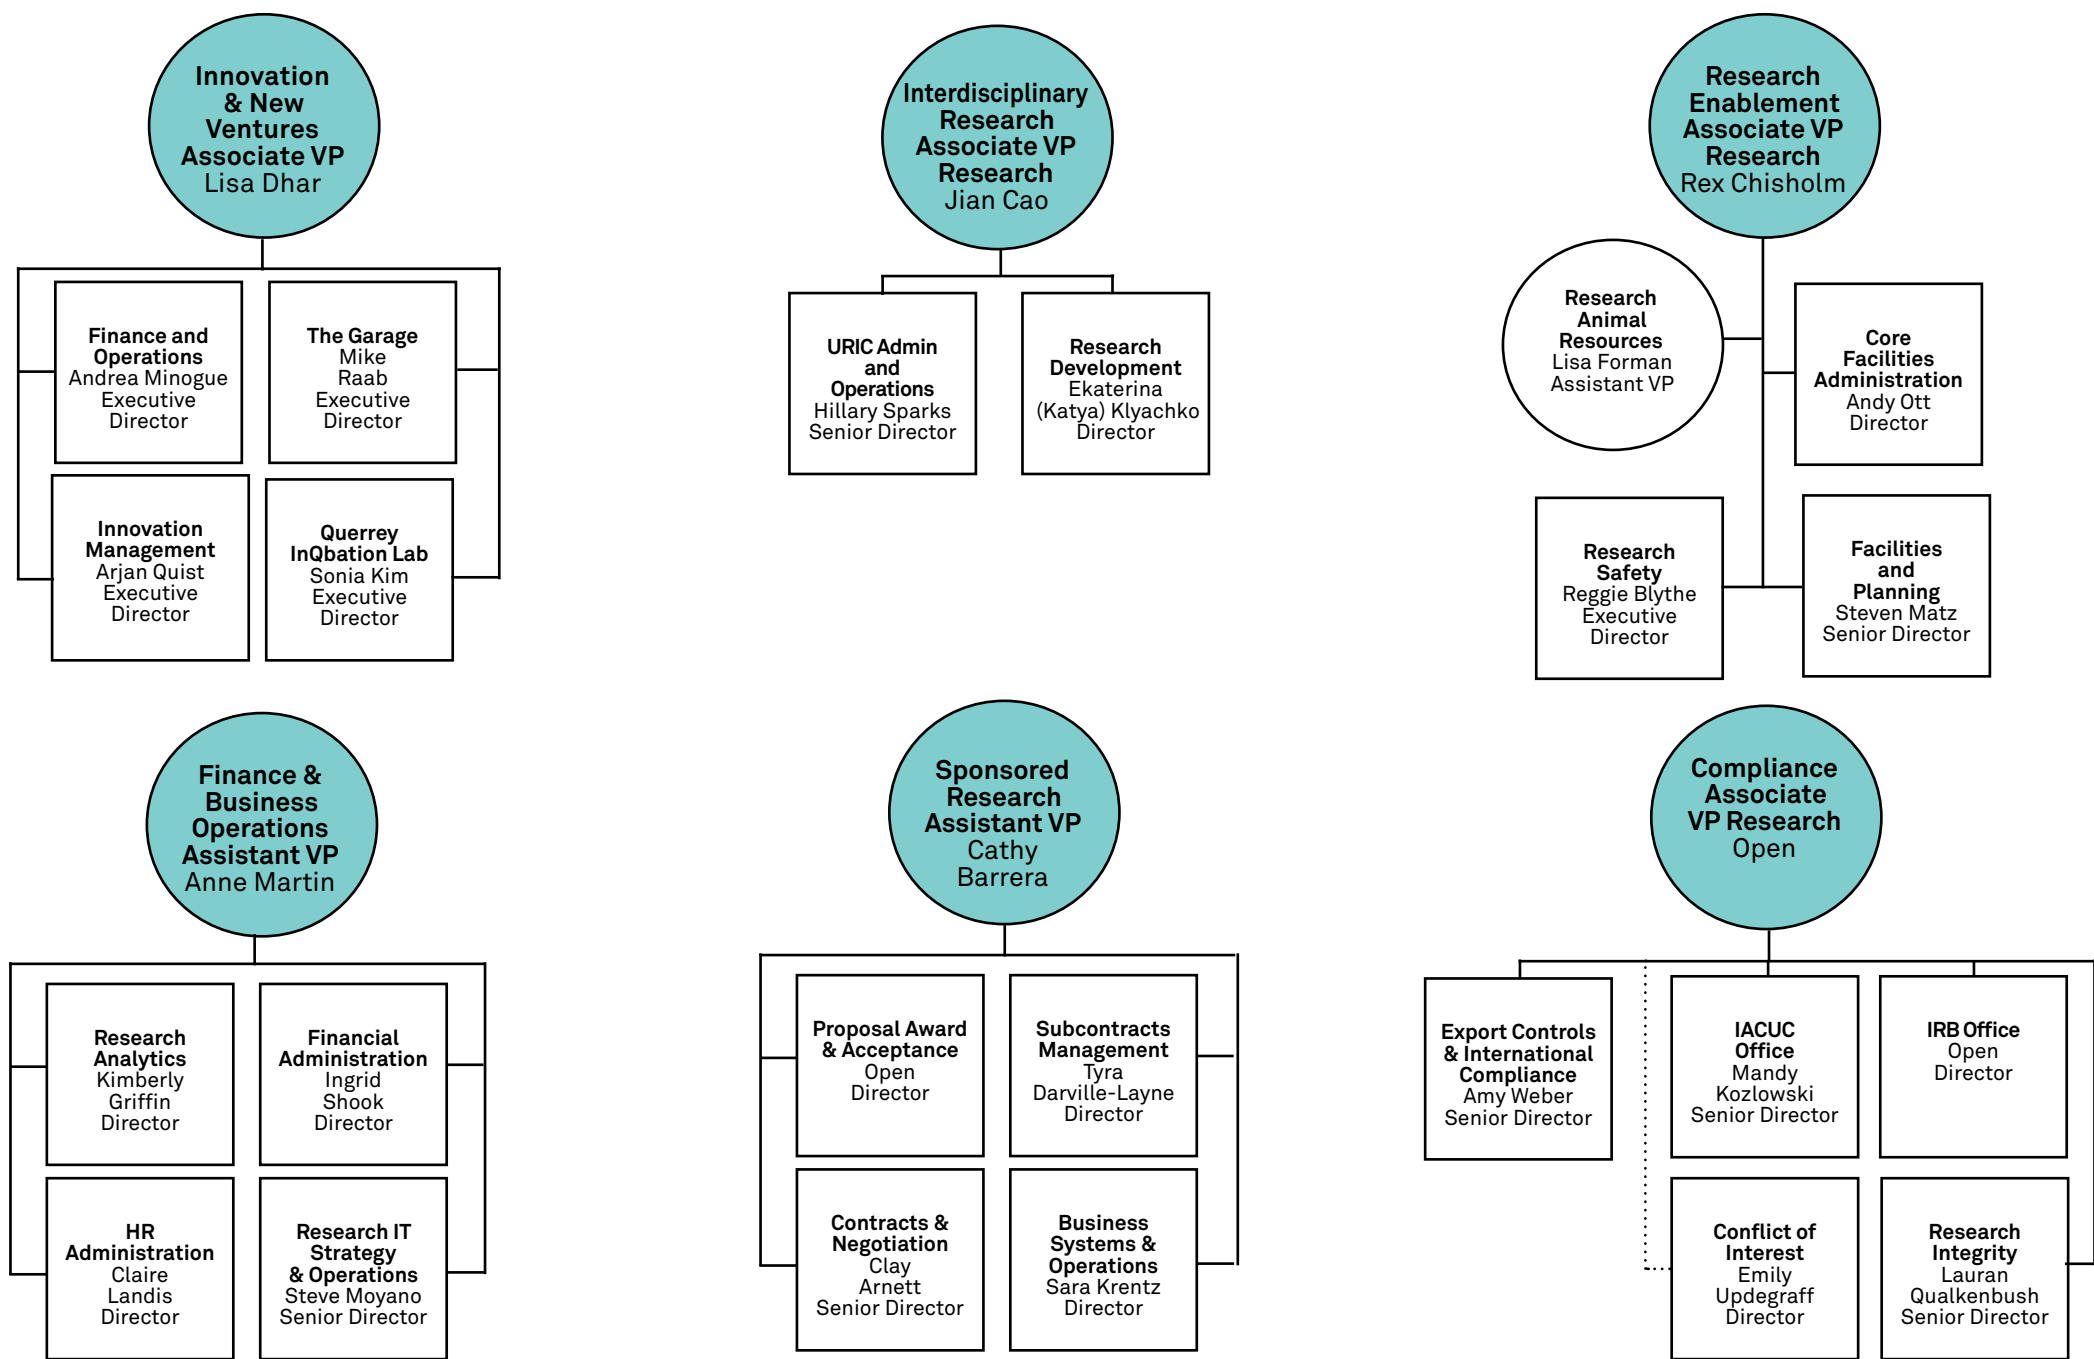 Innovation
& New
Ventures
Associate VP
Lisa Dhar
Finance and
Operations
Andrea Minogue
Executive
Director
The Garage
Mike
Raab
Executive
Director
Innovation
Management
Arjan Quist
Executive
Director
Querrey
InQbation Lab
Sonia Kim
Executive
Director
Interdisciplinary
Research
Associate VP
Research
Jian Cao
URIC Admin
and
Operations
Hillary Sparks
Senior Director
Research
Development
Ekaterina
(Katya) Klyachko
Director
Research
Enablement
Associate VP
Research
Rex Chisholm
Research
Animal
Resources
Lisa Forman
Assistant VP
Core
Facilities
Administration
Andy Ott
Director
Research
Safety
Reggie Blythe
Executive
Director
Facilities
and
Planning
Steven Matz
Senior Director
Finance &
Business
Operations
Assistant VP
Anne Martin
Research
Analytics
Kimberly
Griffin
Director
Financial
Administration
Ingrid
Shook
Director
HR
Administration
Claire
Landis
Director
Research IT
Strategy
& Operations
Steve Moyano
Senior Director
Sponsored
Research
Assistant VP
Cathy
Barrera
Proposal Award
& Acceptance
Open
Director
Subcontracts
Management
Tyra
Darville-Layne
Director
Contracts &
Negotiation
Clay
Arnett
Senior Director
Business
Systems &
Operations
Sara Krentz
Director
Compliance
Associate
VP Research
Open
Export Controls
& International
Compliance
Amy Weber
Senior Director
IACUC
Office
Mandy
Kozlowski
Senior Director
IRB Office
Open
Director
Conflict of
Interest
Emily
Updegraff
Director
Research
Integrity
Lauran
Qualkenbush
Senior Director